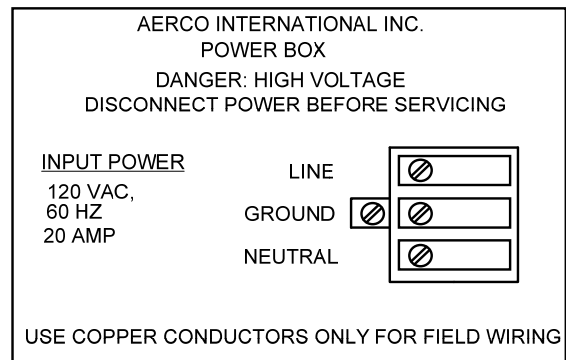 AERCO INTERNATIONAL INC.
POWER BOX
DANGER: HIGH VOLTAGE
DISCONNECT POWER BEFORE SERVICING
INPUT POWER
120 VAC,
60 HZ
20 AMP
LINE
GROUND
NEUTRAL
USE COPPER CONDUCTORS ONLY FOR FIELD WIRING